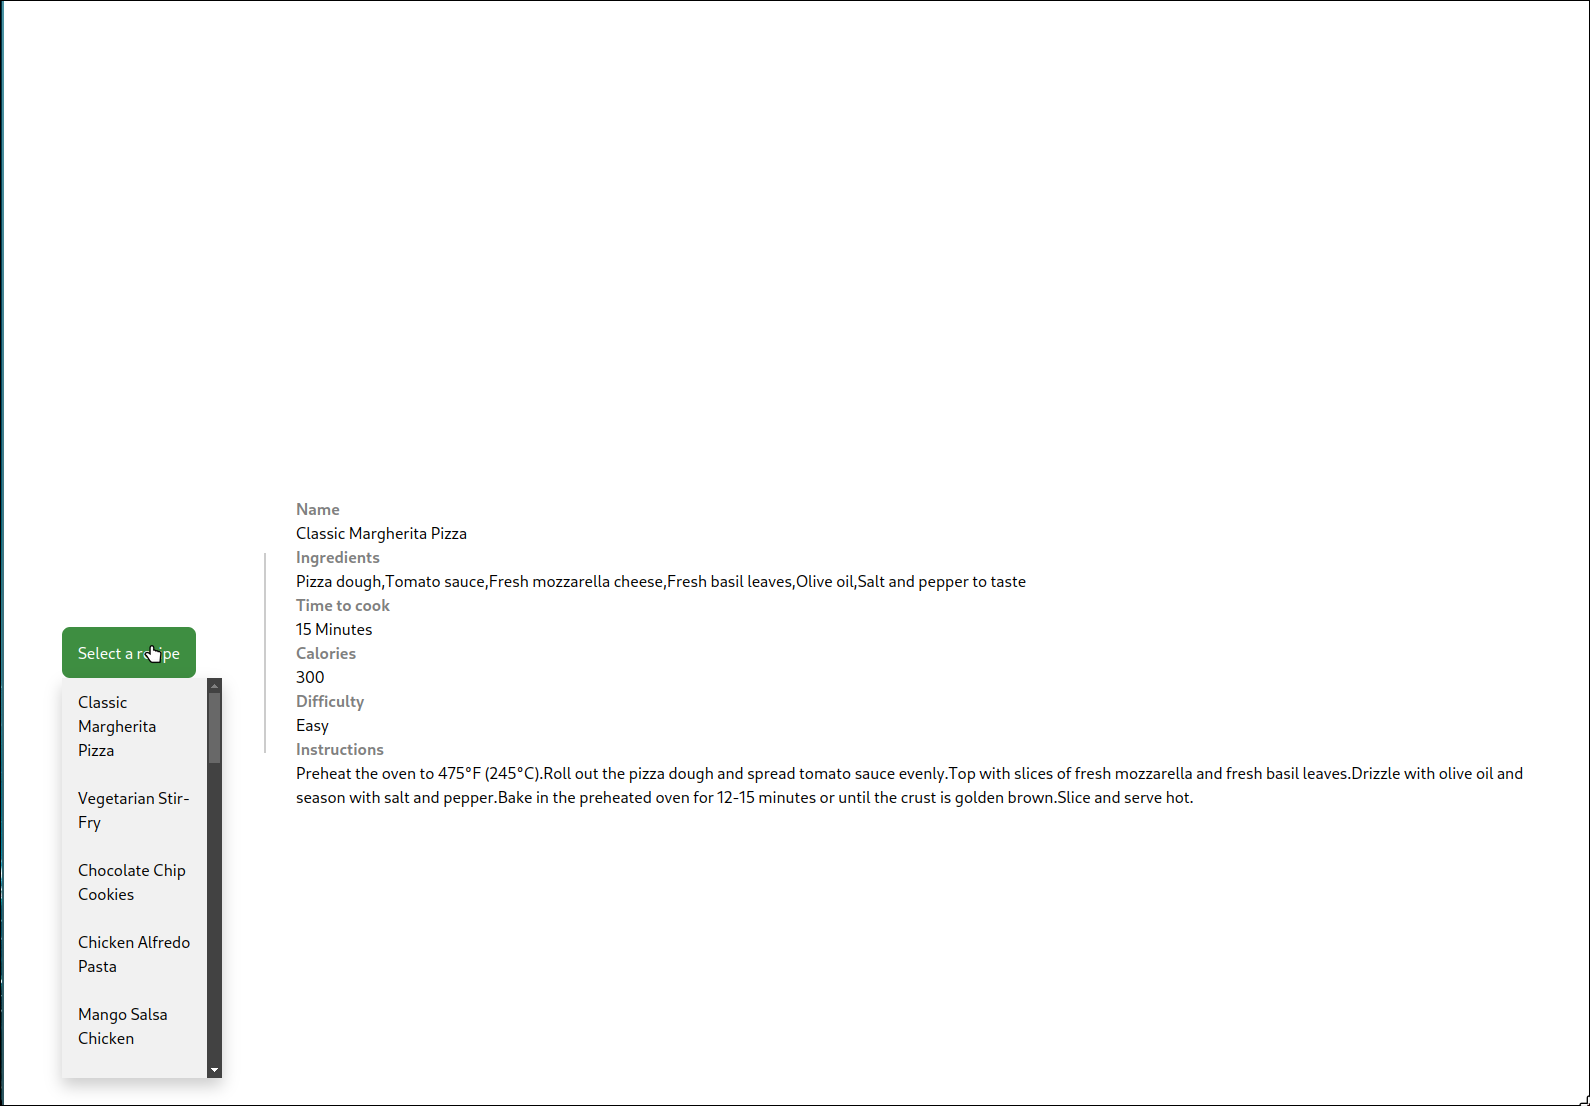 Name
Classic Margherita Pizza
Ingredients
Pizza dough,Tomato sauce,Fresh mozzarella cheese,Fresh basil leaves,Olive oil,Salt and pepper to taste
Time to cook
15 Minutes
Calories
300
Difficulty
Easy
Instructions
Preheat the oven to 475°F (245°C).Roll out the pizza dough and spread tomato sauce evenly.Top with slices of fresh mozzarella and fresh basil leaves.Drizzle with olive oil and
season with salt and pepper.Bake in the preheated oven for 12-15 minutes or until the crust is golden brown.Slice and serve hot.
Select a recipe
Classic
Margherita
Pizza
Vegetarian Stir-
Fry
Chocolate Chip
Cookies
Chicken Alfredo
Pasta
Mango Salsa
Chicken